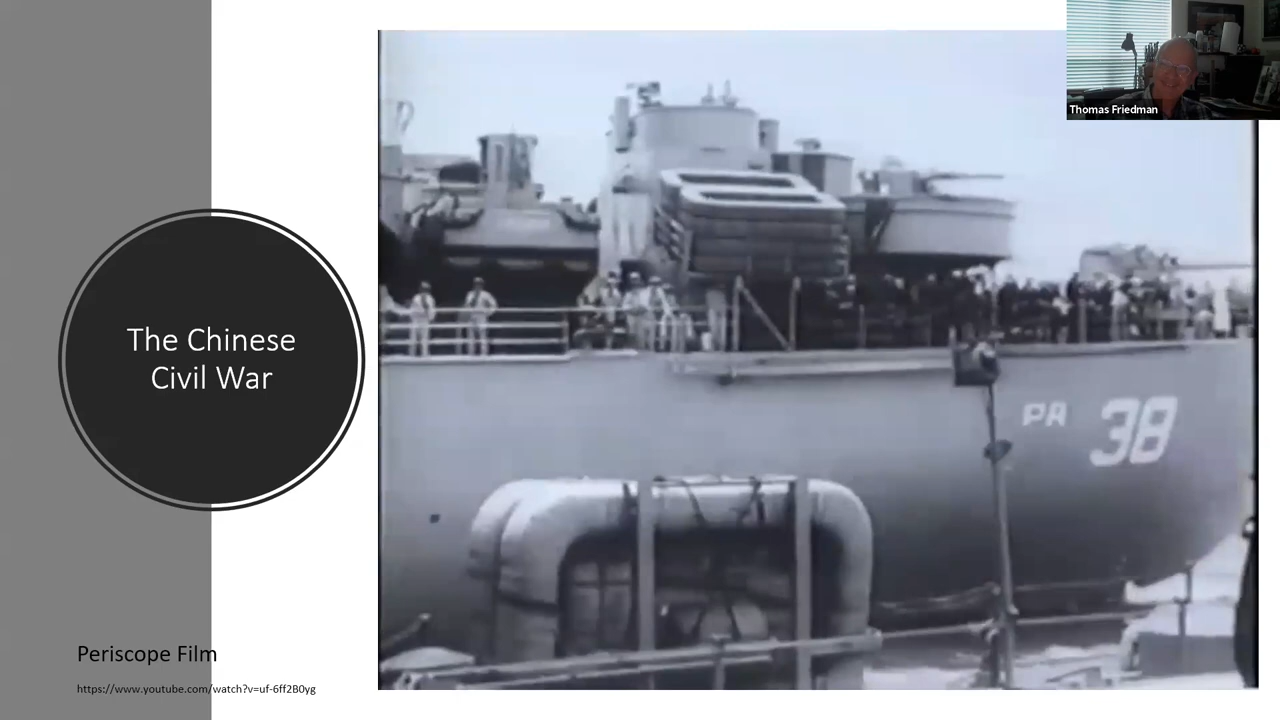 Thomas Friedman
The Chinese
Civil War
PA 38
Periscope Film
https://www.youtube.com/watch?v=uf-6ff2B0yg